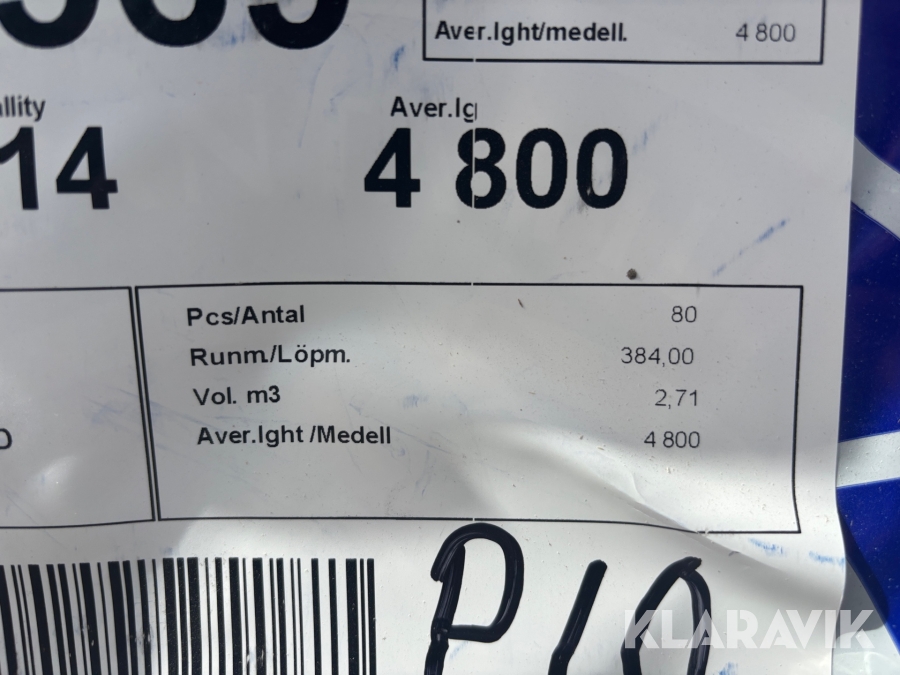 Aver.lght/medell. 4 800
Aver.lg
14 4 800
Pcs/Antal 80
Runm./Löpm. 384,00
Vol. m3 2,71
Aver.lght /Medell 4 800
KLARAVIK